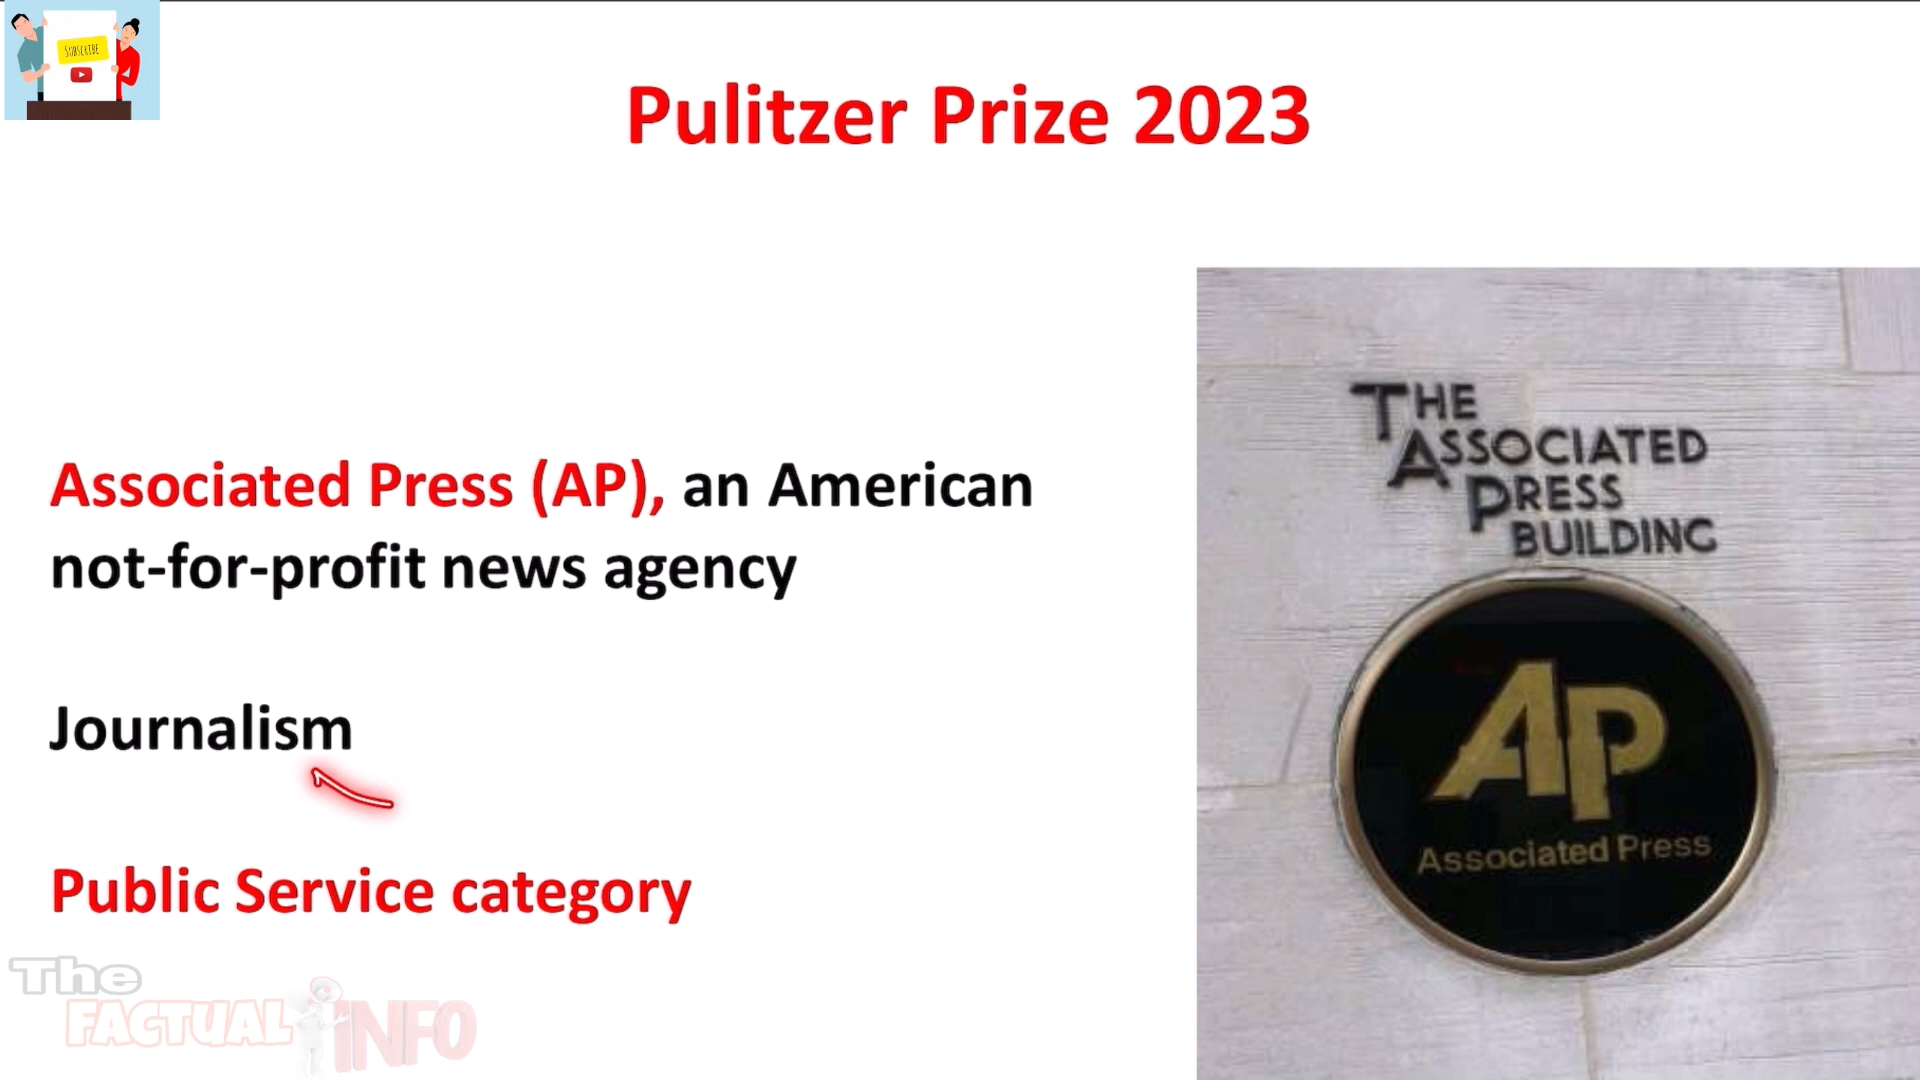 SUBSCRIBE
Pulitzer Prize 2023
Associated Press (AP), an American
not-for-profit news agency
Journalism
Public Service category
THE
ASSOCIATED
PRESS
BUILDING
AP
Associated Press
The
FACTUAL
INFO